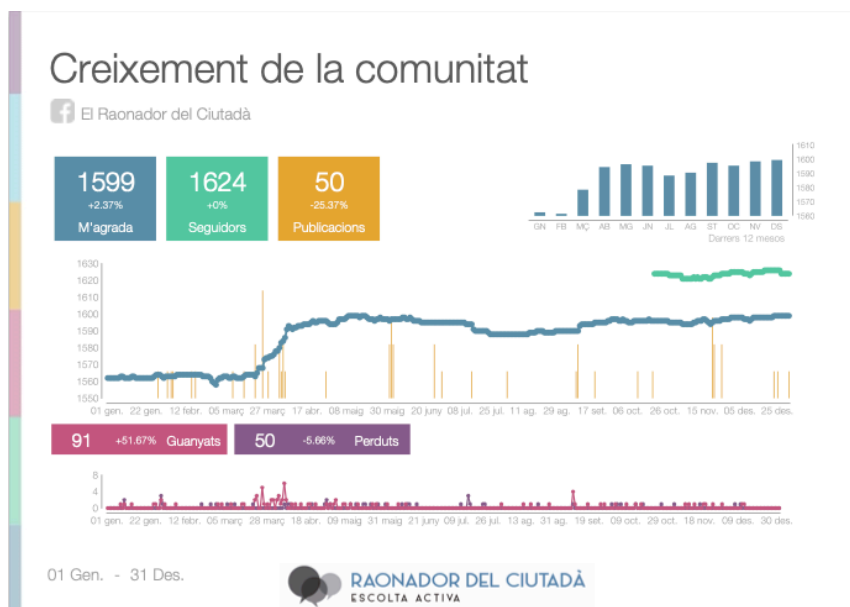 Creixement de la comunitat
El Raonador del Ciutadà
1599
+2.37%
M'agrada
1624
+0%
Seguidors
50
-25.37%
Publicacions
1610
1600
1590
1580
1570
1560
GN FB MÇ AB MG JN JL AG ST OC NV DS
Darrers 12 mesos
1630
1620
1610
1600
1590
1580
1570
1560
1550
01 gen. 22 gen. 12 febr. 05 març 27 març 17 abr. 08 maig 30 maig 20 juny 08 jul. 25 jul. 11 ag. 29 ag. 17 set. 06 oct. 26 oct. 15 nov. 05 des. 25 des.
91 +51.67% Guanyats
50 -5.66% Perduts
8
4
0
01 gen. 22 gen. 12 febr. 05 març 28 març 18 abr. 09 maig 31 maig 21 juny 09 jul. 26 jul. 13 ag. 31 ag. 19 set. 09 oct. 29 oct. 18 nov. 09 des. 30 des.
01 Gen. - 31 Des.
RAONADOR DEL CIUTADÀ
ESCOLTA ACTIVA